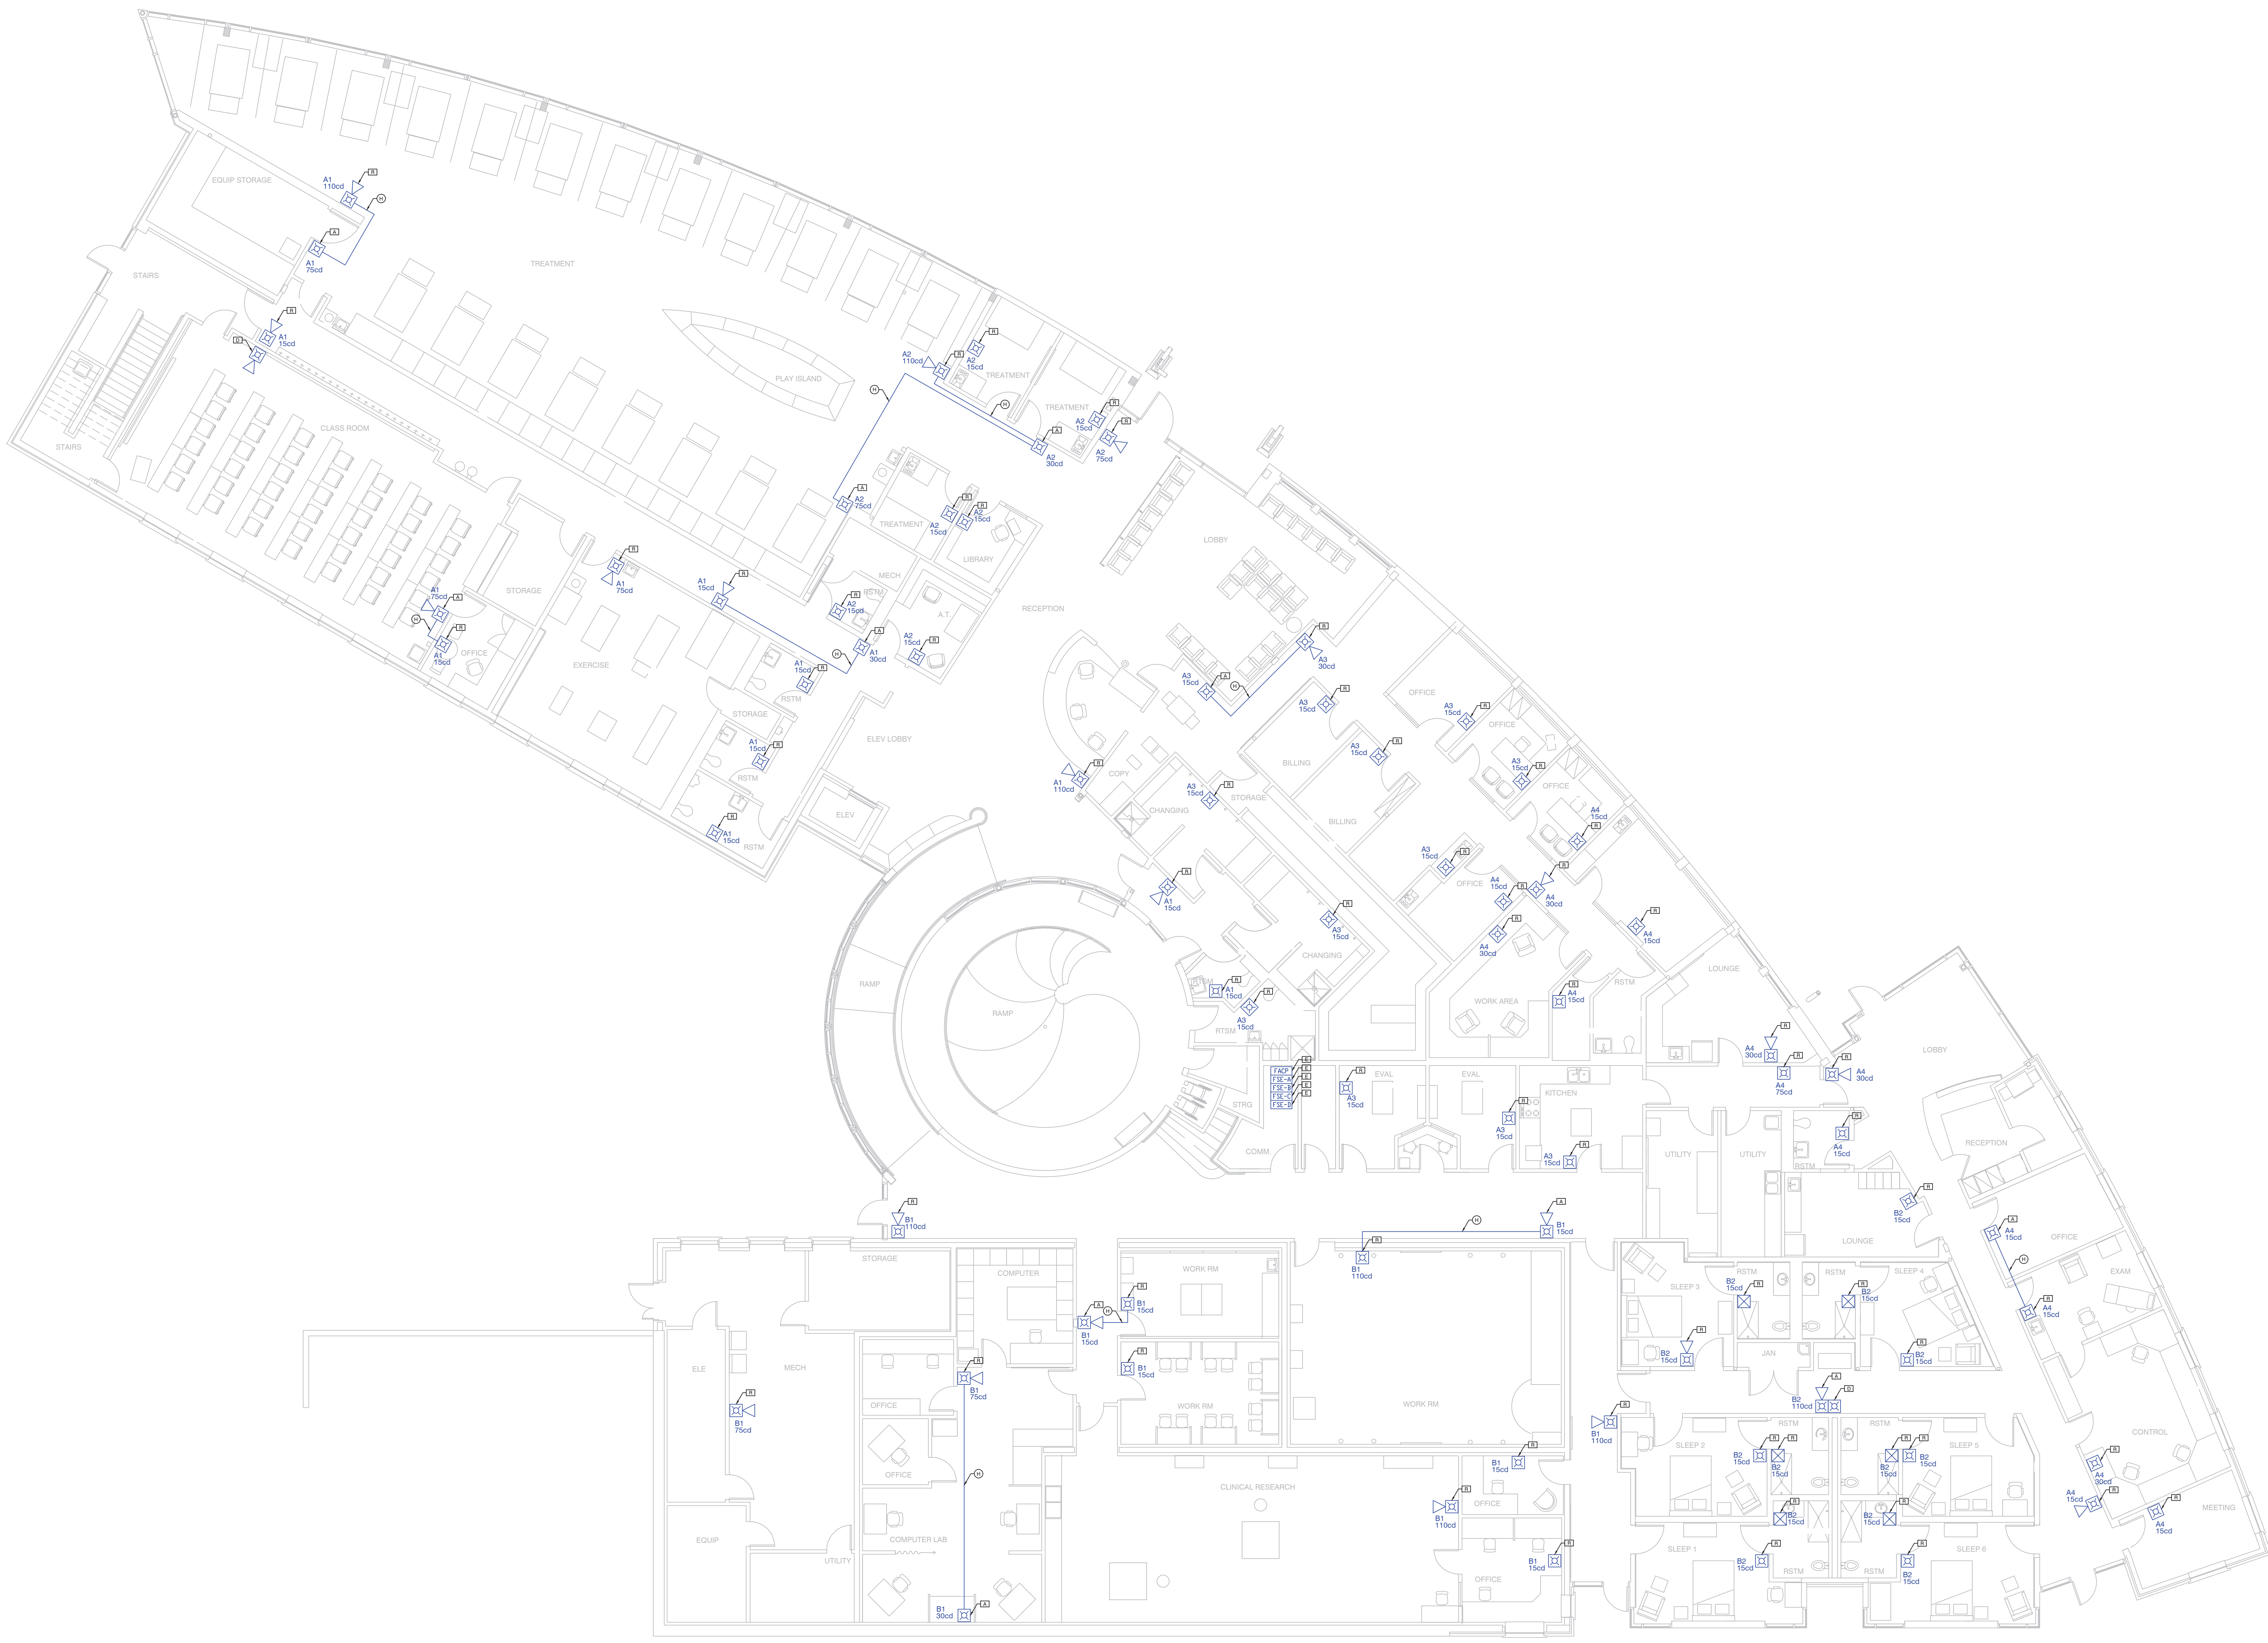 EQUIP STORAGE
A1
110cd
R
H
A
A1
75cd
STAIRS
TREATMENT
R
A1
15cd
D
STAIRS
CLASS ROOM
PLAY ISLAND
A2
110cd
R
R
A2
15cd
TREATMENT
H
H
TREATMENT
A
A2
30cd
R
A2
15cd
R
A2
75cd
A
A2
75cd
R
A2
15cd
R
A2
15cd
TREATMENT
LIBRARY
MECH
RSTM
A.T.
R
A2
15cd
A2
15cd
R
STORAGE
R
A1
75cd
A1
75cd
A
H
R
A1
15cd
OFFICE
EXERCISE
A1
15cd
R
H
A
A1
30cd
A1
15cd
R
RSTM
STORAGE
A1
15cd
R
RSTM
R
A1
15cd
RSTM
ELEV LOBBY
ELEV
LOBBY
RECEPTION
R
A3
30cd
A3
15cd
A
H
A3
15cd
R
BILLING
A3
15cd
R
BILLING
OFFICE
A3
15cd
R
OFFICE
A3
15cd
R
OFFICE
A4
15cd
R
COPY
R
A1
110cd
CHANGING
A3
15cd
R
STORAGE
R
A1
15cd
A3
15cd
R
OFFICE
A4
15cd
R
R
A4
30cd
R
A4
30cd
R
A4
15cd
R
A3
15cd
CHANGING
LOUNGE
RSTM
WORK AREA
R
A4
15cd
RAMP
RAMP
RTSM
R
A1
15cd
R
A3
15cd
RTSM
FACP
E
FSE-A
E
FSE-B
E
FSE-C
E
FSE-D
E
STRG
COMM
R
A3
15cd
EVAL
EVAL
KITCHEN
R
A3
15cd
A3
15cd
R
A4
30cd
R
R
A4
75cd
R
A4
30cd
LOBBY
UTILITY
UTILITY
R
A4
15cd
RSTM
RECEPTION
R
B2
15cd
LOUNGE
A
A4
15cd
H
OFFICE
EXAM
R
A4
15cd
R
B1
110cd
A
B1
15cd
H
R
B1
110cd
STORAGE
COMPUTER
WORK RM
R
B1
15cd
A
H
B1
15cd
R
B1
15cd
WORK RM
WORK RM
ELE
MECH
R
B1
75cd
R
B1
75cd
OFFICE
OFFICE
H
COMPUTER LAB
EQUIP
UTILITY
B1
30cd
A
CLINICAL RESEARCH
R
B1
15cd
R
B1
110cd
OFFICE
B1
15cd
R
OFFICE
R
B1
110cd
SLEEP 3
RSTM
B2
15cd
R
RSTM
R
B2
15cd
SLEEP 4
B2
15cd
R
JAN
R
B2
15cd
B2
110cd
A
D
SLEEP 2
RSTM
B2
15cd
R
R
B2
15cd
RSTM
R
B2
15cd
R
B2
15cd
SLEEP 5
R
B2
15cd
B2
15cd
R
SLEEP 1
B2
15cd
R
RSTM
RSTM
R
B2
15cd
SLEEP 6
CONTROL
R
A4
30cd
A4
15cd
R
R
A4
15cd
MEETING